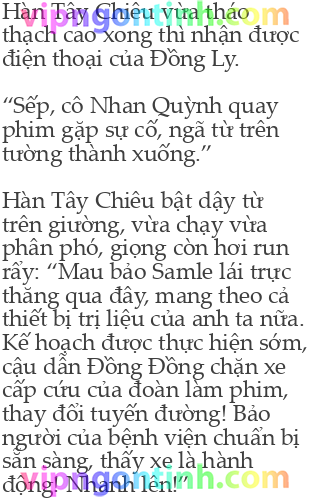 Hàn Tây Chiêu vừa tháo
thạch cao xong thì nhận được
điện thoại của Đồng Ly.
“Sếp, cô Nhan Quỳnh quay
phim gặp sự cố, ngã từ trên
tường thành xuống.”
Hàn Tây Chiêu bật dậy từ
trên giường, vừa chạy vừa
phân phó, giọng còn hơi run
rẩy: “Mau bảo Samle lái trực
thăng qua đây, mang theo cả
thiết bị trị liệu của anh ta nữa.
Kế hoạch được thực hiện sớm,
cậu dẫn Đồng Đồng chặn xe
cấp cứu của đoàn làm phim,
thay đổi tuyến đường! Bảo
người của bệnh viện chuẩn bị
sẵn sàng, thấy xe là hành
động! Nhanh lên!”
vipngontinh.com
vipngontinh.com